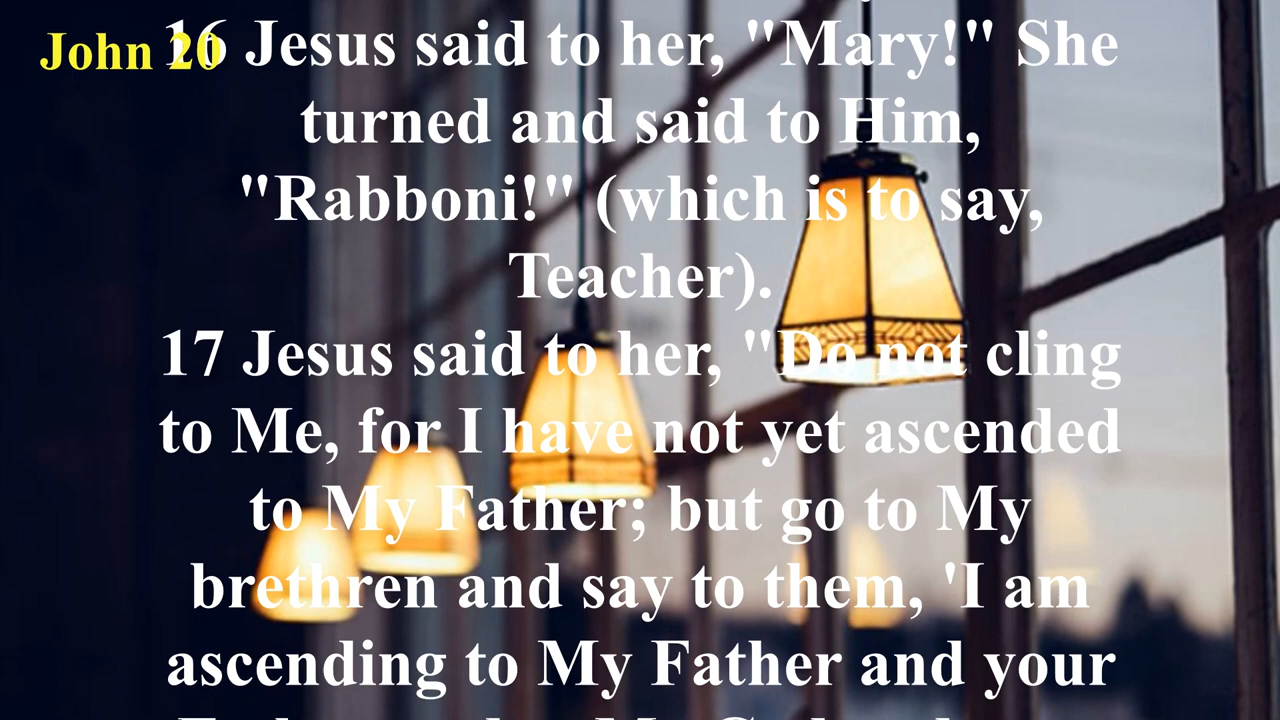 John 20
16 Jesus said to her, "Mary!" She
turned and said to Him,
"Rabboni!" (which is to say,
Teacher).
17 Jesus said to her, "Do not cling
to Me, for I have not yet ascended
to My Father; but go to My
brethren and say to them, 'I am
ascending to My Father and your